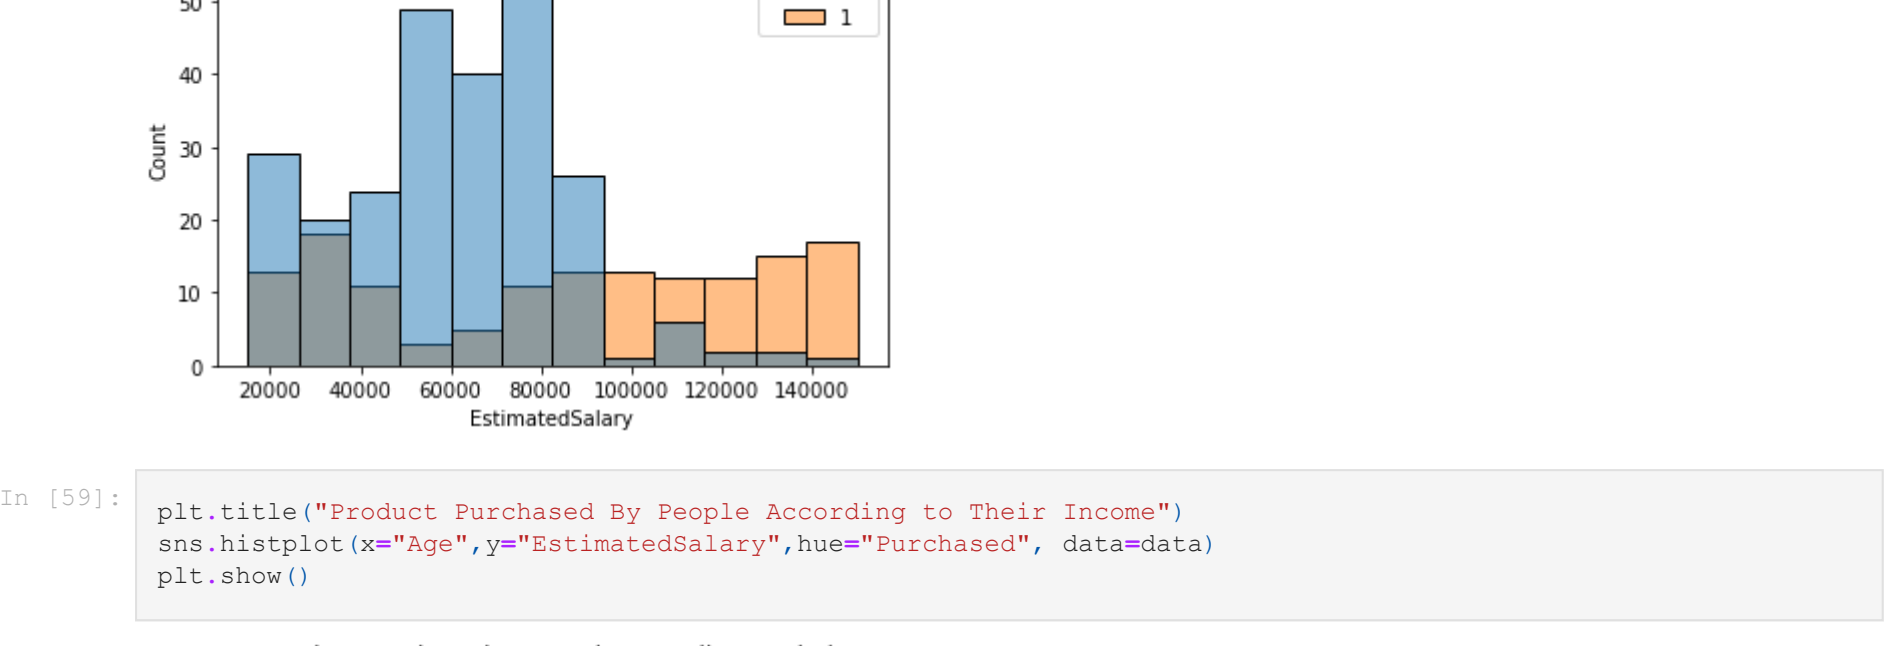 50
1
40
30
20
10
0
Count
20000 40000 60000 80000 100000 120000 140000
EstimatedSalary
In [59]:
plt.title("Product Purchased By People According to Their Income")
sns.histplot(x="Age",y="EstimatedSalary",hue="Purchased", data=data)
plt.show()